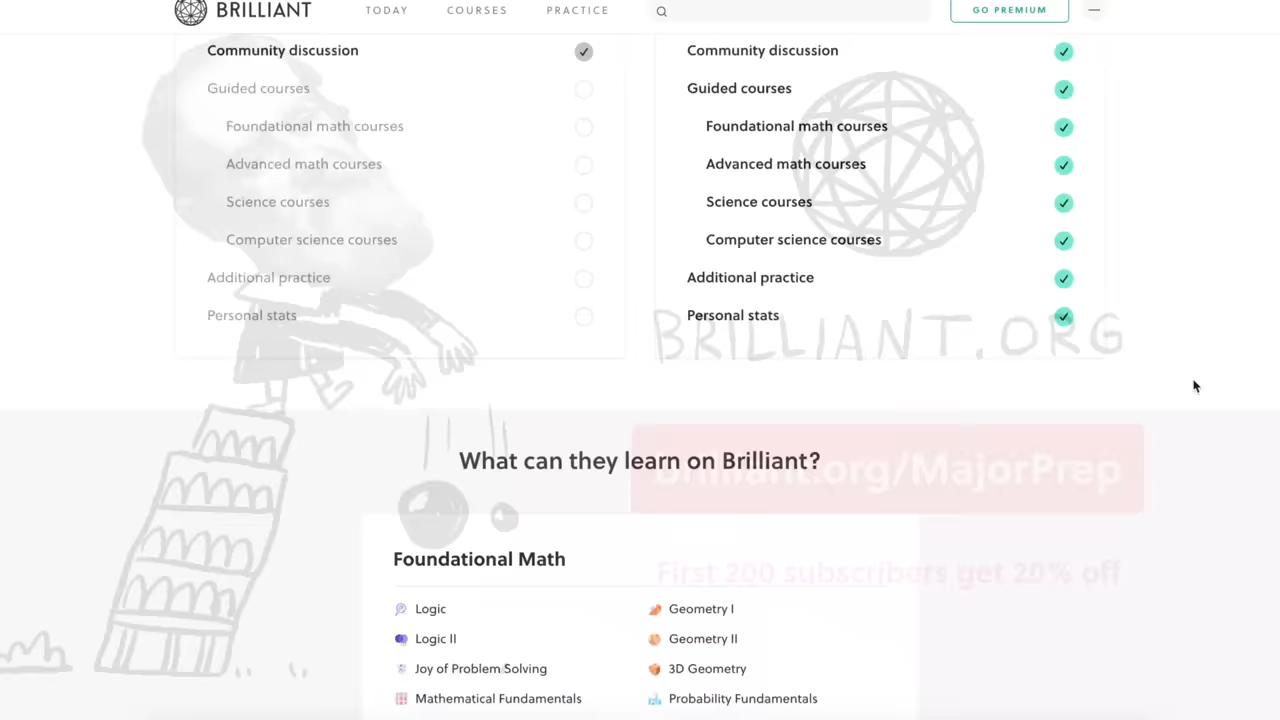 BRILLIANT
TODAY COURSES PRACTICE
GO PREMIUM
Community discussion
Guided courses
Foundational math courses
Advanced math courses
Science courses
Computer science courses
Additional practice
Personal stats
Community discussion
Guided courses
Foundational math courses
Advanced math courses
Science courses
Computer science courses
Additional practice
Personal stats
BRILLIANT.ORG
What can they learn on Brilliant?
Brilliant.org/MajorPrep
First 200 subscribers get 20% off
Foundational Math
Logic
Logic II
Joy of Problem Solving
Mathematical Fundamentals
Geometry I
Geometry II
3D Geometry
Probability Fundamentals